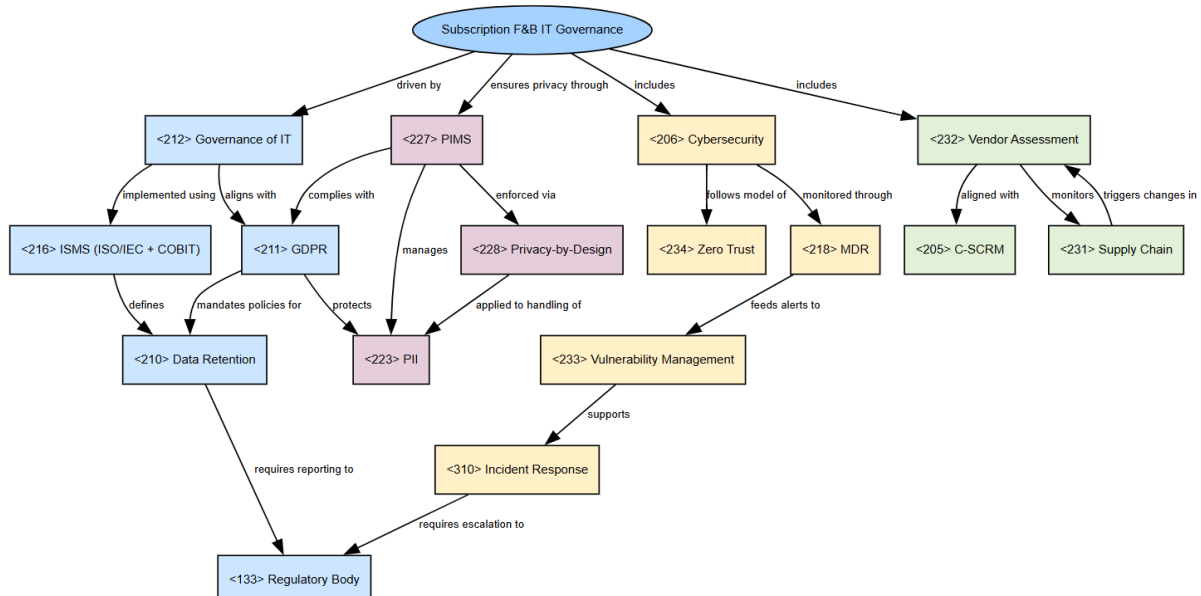 Subscription F&B IT Governance
driven by
ensures privacy through
includes
includes
<212> Governance of IT
<227> PIMS
<206> Cybersecurity
<232> Vendor Assessment
implemented using
aligns with
complies with
enforced via
follows model of
monitored through
aligned with
monitors
triggers changes in
<216> ISMS (ISO/IEC + COBIT)
<211> GDPR
manages
<228> Privacy-by-Design
<234> Zero Trust
<218> MDR
<205> C-SCRM
<231> Supply Chain
defines
mandates policies for
protects
applied to handling of
feeds alerts to
<210> Data Retention
<223> PII
<233> Vulnerability Management
supports
requires reporting to
<310> Incident Response
requires escalation to
<133> Regulatory Body